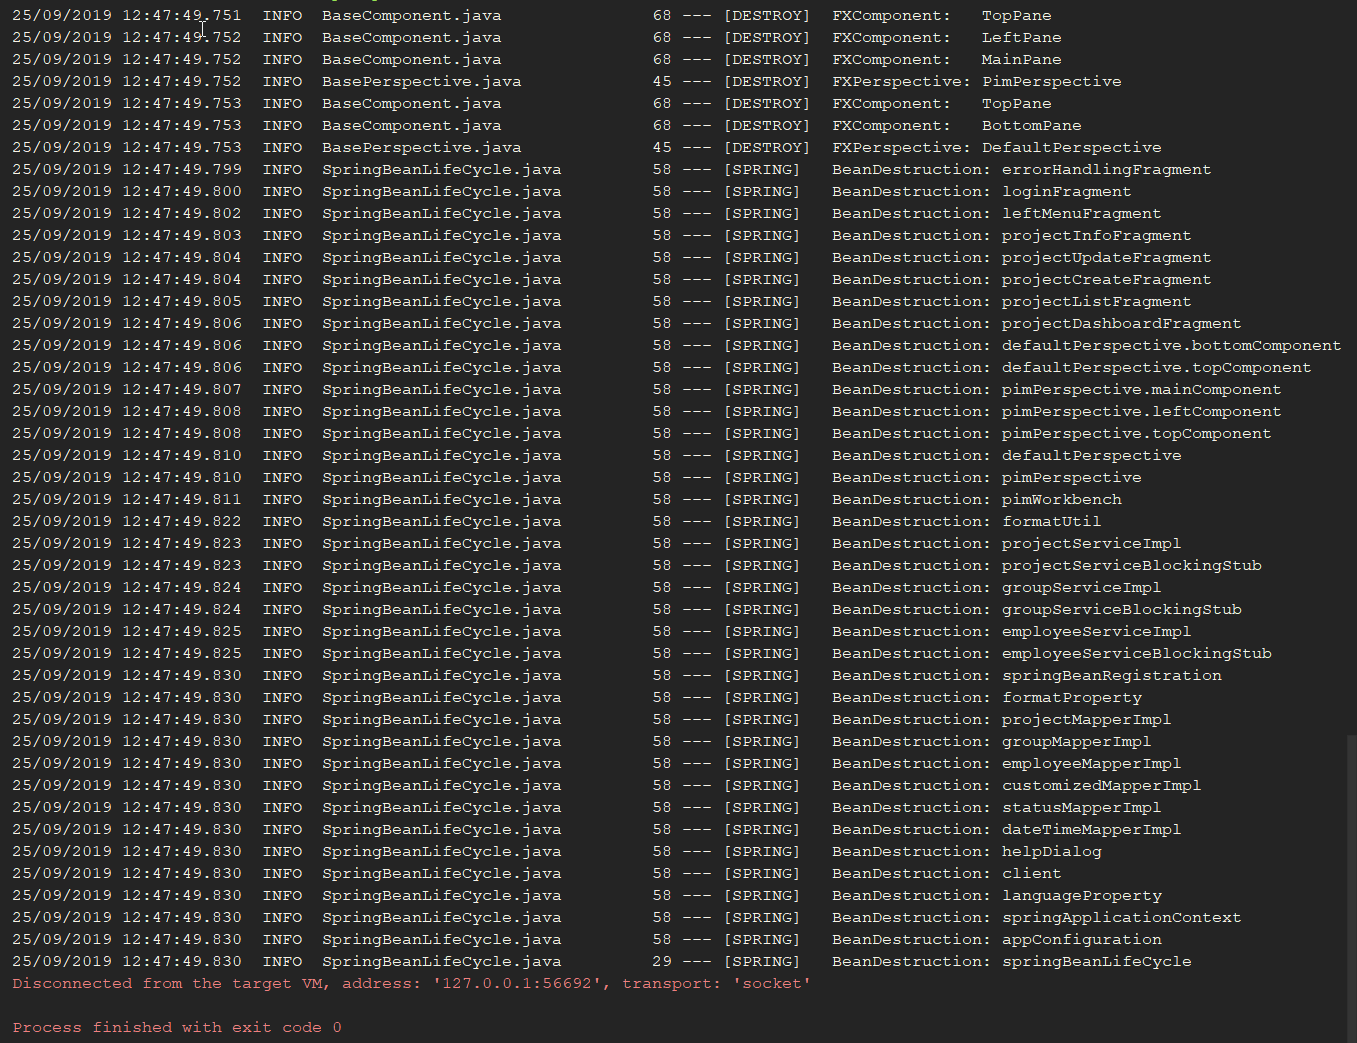 25/09/2019 12:47:49.751 INFO BaseComponent.java 68 --- [DESTROY] FXComponent: TopPane
25/09/2019 12:47:49.752 INFO BaseComponent.java 68 --- [DESTROY] FXComponent: LeftPane
25/09/2019 12:47:49.752 INFO BaseComponent.java 68 --- [DESTROY] FXComponent: MainPane
25/09/2019 12:47:49.752 INFO BasePerspective.java 45 --- [DESTROY] FXPerspective: PimPerspective
25/09/2019 12:47:49.753 INFO BaseComponent.java 68 --- [DESTROY] FXComponent: TopPane
25/09/2019 12:47:49.753 INFO BaseComponent.java 68 --- [DESTROY] FXComponent: BottomPane
25/09/2019 12:47:49.753 INFO BasePerspective.java 45 --- [DESTROY] FXPerspective: DefaultPerspective
25/09/2019 12:47:49.799 INFO SpringBeanLifeCycle.java 58 --- [SPRING] BeanDestruction: errorHandlingFragment
25/09/2019 12:47:49.800 INFO SpringBeanLifeCycle.java 58 --- [SPRING] BeanDestruction: loginFragment
25/09/2019 12:47:49.802 INFO SpringBeanLifeCycle.java 58 --- [SPRING] BeanDestruction: leftMenuFragment
25/09/2019 12:47:49.803 INFO SpringBeanLifeCycle.java 58 --- [SPRING] BeanDestruction: projectInfoFragment
25/09/2019 12:47:49.804 INFO SpringBeanLifeCycle.java 58 --- [SPRING] BeanDestruction: projectUpdateFragment
25/09/2019 12:47:49.804 INFO SpringBeanLifeCycle.java 58 --- [SPRING] BeanDestruction: projectCreateFragment
25/09/2019 12:47:49.805 INFO SpringBeanLifeCycle.java 58 --- [SPRING] BeanDestruction: projectListFragment
25/09/2019 12:47:49.806 INFO SpringBeanLifeCycle.java 58 --- [SPRING] BeanDestruction: projectDashboardFragment
25/09/2019 12:47:49.806 INFO SpringBeanLifeCycle.java 58 --- [SPRING] BeanDestruction: defaultPerspective.bottomComponent
25/09/2019 12:47:49.806 INFO SpringBeanLifeCycle.java 58 --- [SPRING] BeanDestruction: defaultPerspective.topComponent
25/09/2019 12:47:49.807 INFO SpringBeanLifeCycle.java 58 --- [SPRING] BeanDestruction: pimPerspective.mainComponent
25/09/2019 12:47:49.808 INFO SpringBeanLifeCycle.java 58 --- [SPRING] BeanDestruction: pimPerspective.leftComponent
25/09/2019 12:47:49.808 INFO SpringBeanLifeCycle.java 58 --- [SPRING] BeanDestruction: pimPerspective.topComponent
25/09/2019 12:47:49.810 INFO SpringBeanLifeCycle.java 58 --- [SPRING] BeanDestruction: defaultPerspective
25/09/2019 12:47:49.810 INFO SpringBeanLifeCycle.java 58 --- [SPRING] BeanDestruction: pimPerspective
25/09/2019 12:47:49.811 INFO SpringBeanLifeCycle.java 58 --- [SPRING] BeanDestruction: pimWorkbench
25/09/2019 12:47:49.822 INFO SpringBeanLifeCycle.java 58 --- [SPRING] BeanDestruction: formatUtil
25/09/2019 12:47:49.823 INFO SpringBeanLifeCycle.java 58 --- [SPRING] BeanDestruction: projectServiceImpl
25/09/2019 12:47:49.823 INFO SpringBeanLifeCycle.java 58 --- [SPRING] BeanDestruction: projectServiceBlockingStub
25/09/2019 12:47:49.824 INFO SpringBeanLifeCycle.java 58 --- [SPRING] BeanDestruction: groupServiceImpl
25/09/2019 12:47:49.824 INFO SpringBeanLifeCycle.java 58 --- [SPRING] BeanDestruction: groupServiceBlockingStub
25/09/2019 12:47:49.825 INFO SpringBeanLifeCycle.java 58 --- [SPRING] BeanDestruction: employeeServiceImpl
25/09/2019 12:47:49.825 INFO SpringBeanLifeCycle.java 58 --- [SPRING] BeanDestruction: employeeServiceBlockingStub
25/09/2019 12:47:49.830 INFO SpringBeanLifeCycle.java 58 --- [SPRING] BeanDestruction: springBeanRegistration
25/09/2019 12:47:49.830 INFO SpringBeanLifeCycle.java 58 --- [SPRING] BeanDestruction: formatProperty
25/09/2019 12:47:49.830 INFO SpringBeanLifeCycle.java 58 --- [SPRING] BeanDestruction: projectMapperImpl
25/09/2019 12:47:49.830 INFO SpringBeanLifeCycle.java 58 --- [SPRING] BeanDestruction: groupMapperImpl
25/09/2019 12:47:49.830 INFO SpringBeanLifeCycle.java 58 --- [SPRING] BeanDestruction: employeeMapperImpl
25/09/2019 12:47:49.830 INFO SpringBeanLifeCycle.java 58 --- [SPRING] BeanDestruction: customizedMapperImpl
25/09/2019 12:47:49.830 INFO SpringBeanLifeCycle.java 58 --- [SPRING] BeanDestruction: statusMapperImpl
25/09/2019 12:47:49.830 INFO SpringBeanLifeCycle.java 58 --- [SPRING] BeanDestruction: dateTimeMapperImpl
25/09/2019 12:47:49.830 INFO SpringBeanLifeCycle.java 58 --- [SPRING] BeanDestruction: helpDialog
25/09/2019 12:47:49.830 INFO SpringBeanLifeCycle.java 58 --- [SPRING] BeanDestruction: client
25/09/2019 12:47:49.830 INFO SpringBeanLifeCycle.java 58 --- [SPRING] BeanDestruction: languageProperty
25/09/2019 12:47:49.830 INFO SpringBeanLifeCycle.java 58 --- [SPRING] BeanDestruction: springApplicationContext
25/09/2019 12:47:49.830 INFO SpringBeanLifeCycle.java 58 --- [SPRING] BeanDestruction: appConfiguration
25/09/2019 12:47:49.830 INFO SpringBeanLifeCycle.java 29 --- [SPRING] BeanDestruction: springBeanLifeCycle
Disconnected from the target VM, address: '127.0.0.1:56692', transport: 'socket'
Process finished with exit code 0